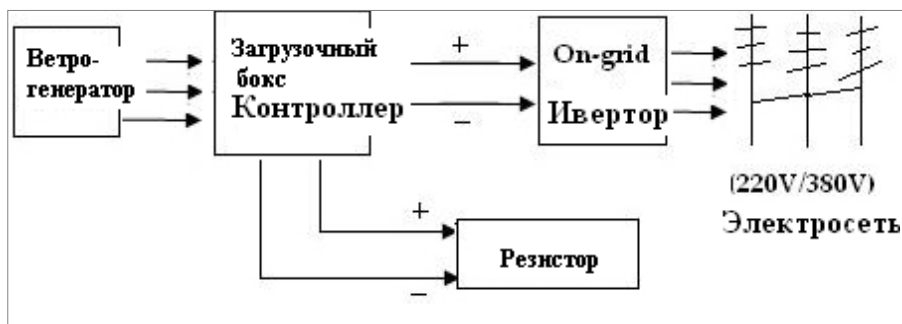 Ветро-
генератор
Загрузочный
бокс
Контроллер
+
−
On-grid
Ивертор
(220V/380V)
Электросеть
+
−
Резистор